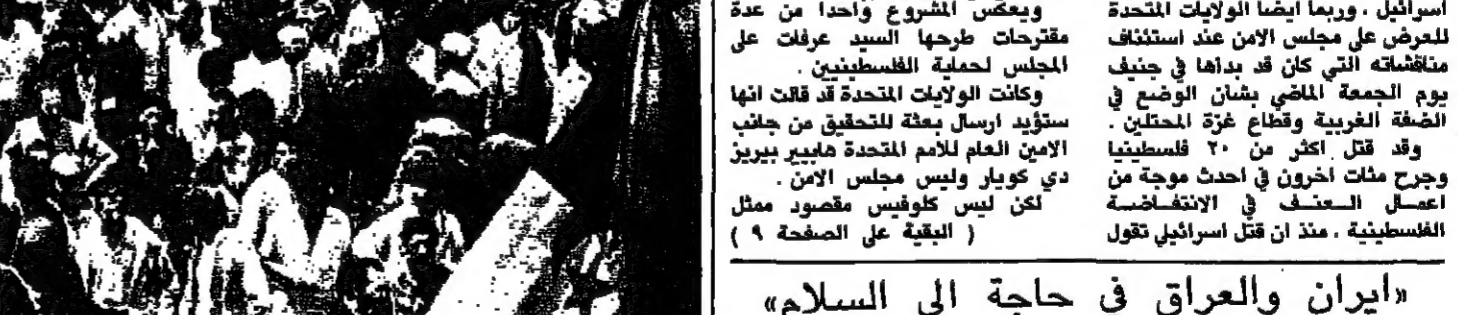 اسرائيل . وربما ايضا الولايات المتحدة
للعرض على مجلس الامن عند استئناف
مناقشاته التي كان قد بدأها في جنيف
يوم الجمعة الماضي بشان الوضع في
الضفة الغربية وقطاع غزة المحتلين .
وقد قتل اكثر من ٢٠ فلسطينيا
وجرح مئات اخرون في احدث موجة من
اعمال العنف في الانتفاضة
الفلسطينية . منذ ان قتل اسرائيلي تقول
ويعكس المشروع واحدا من عدة
مقترحات طرحها السيد عرفات على
المجلس لحماية الفلسطينيين .
وكانت الولايات المتحدة قد قالت انها
ستؤيد ارسال بعثة للتحقيق من جانب
الامين العام للامم المتحدة هايبير بيريز
دي كويار وليس مجلس الامن .
لكن ليس كلوفيس مقصود ممثل
( البقية على الصفحة ٩ )
«ايران والعراق في حاجة الى السلام»